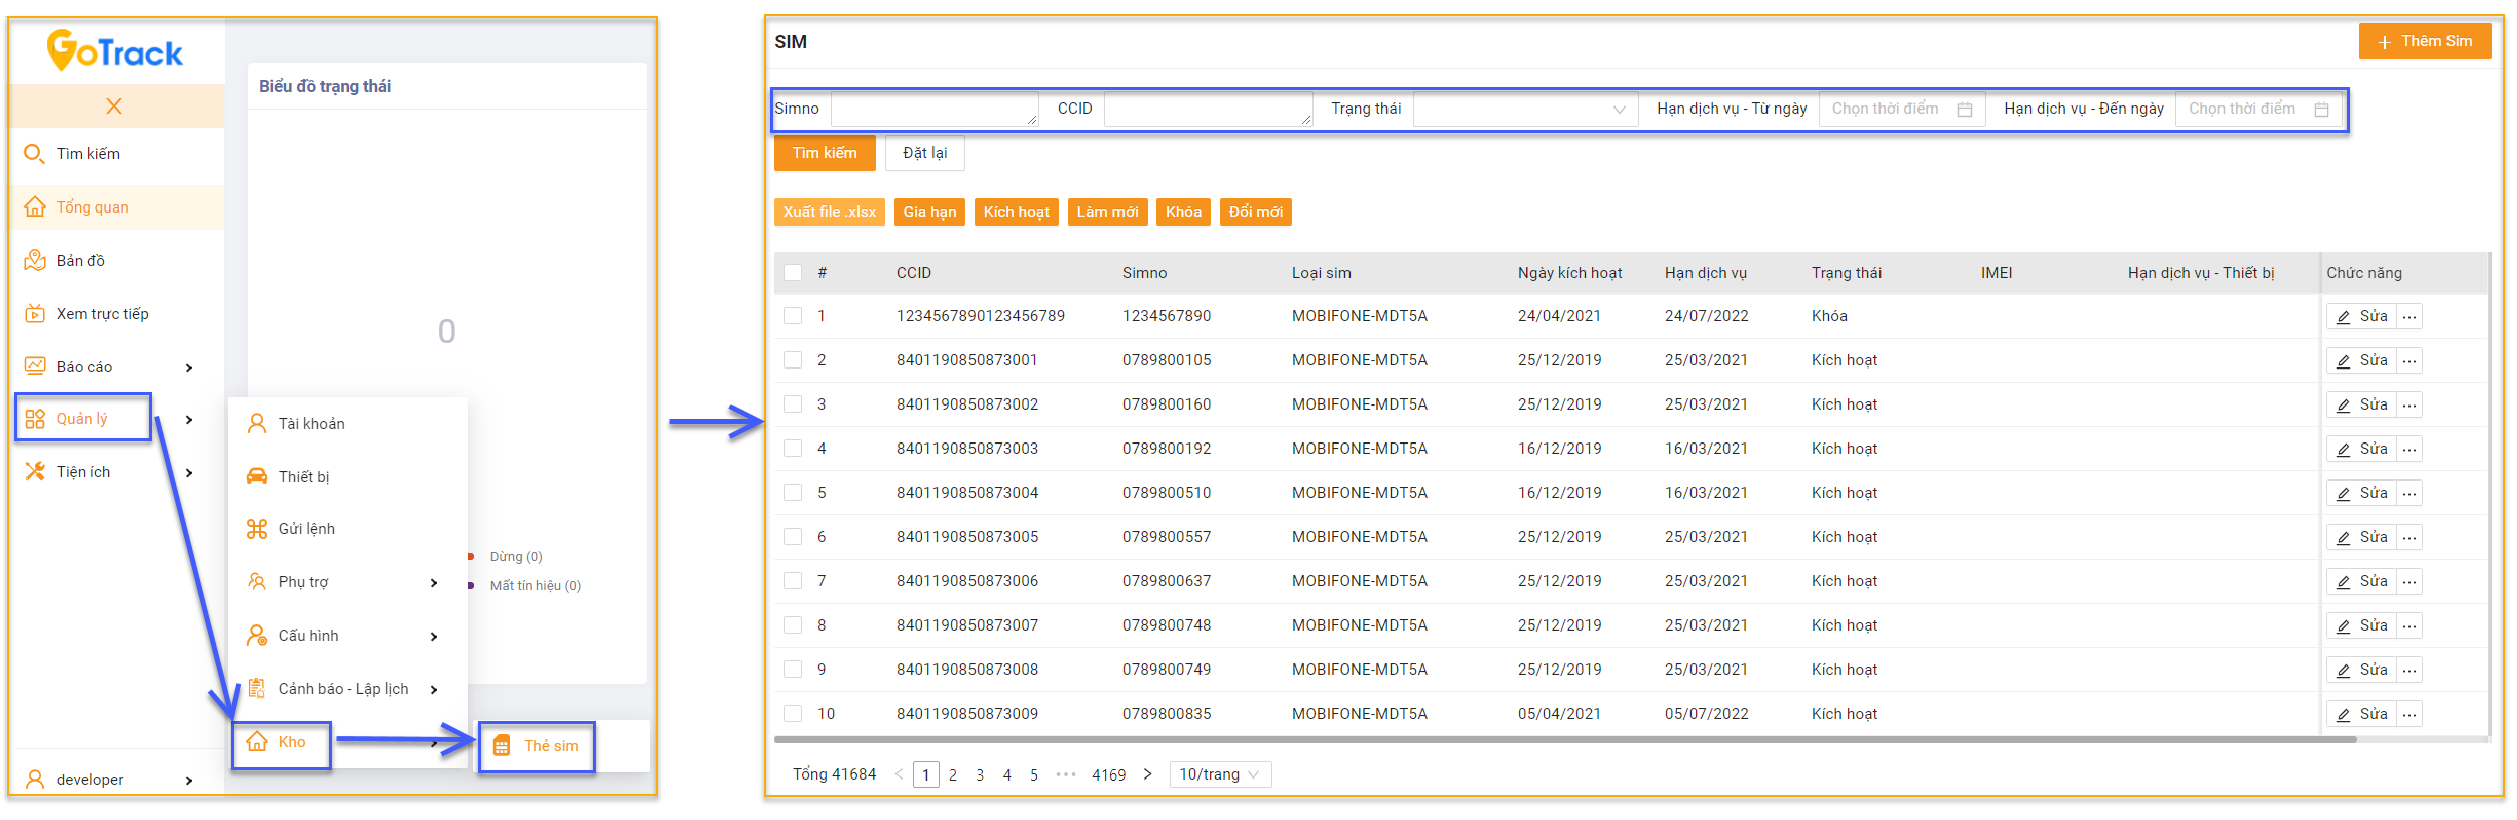 GoTrack
X
Tìm kiếm
Tổng quan
Bản đồ
Xem trực tiếp
Báo cáo
Quản lý
Tiện ích
developer
Biểu đồ trạng thái
0
Dừng (0)
Mất tín hiệu (0)
Tài khoản
Thiết bị
Gửi lệnh
Phụ trợ
Cấu hình
Cảnh báo - Lập lịch
Kho
Thẻ sim
SIM
+ Thêm Sim
Simno CCID Trạng thái Hạn dịch vụ - Từ ngày Chọn thời điểm Hạn dịch vụ - Đến ngày Chọn thời điểm
Tìm kiếm Đặt lại
Xuất file .xlsx Gia hạn Kích hoạt Làm mới Khóa Đổi mới
# CCID Simno Loại sim Ngày kích hoạt Hạn dịch vụ Trạng thái IMEI Hạn dịch vụ - Thiết bị Chức năng
1 1234567890123456789 1234567890 MOBIFONE-MDT5A 24/04/2021 24/07/2022 Khóa Sửa ...
2 8401190850873001 0789800105 MOBIFONE-MDT5A 25/12/2019 25/03/2021 Kích hoạt Sửa ...
3 8401190850873002 0789800160 MOBIFONE-MDT5A 25/12/2019 25/03/2021 Kích hoạt Sửa ...
4 8401190850873003 0789800192 MOBIFONE-MDT5A 16/12/2019 16/03/2021 Kích hoạt Sửa ...
5 8401190850873004 0789800510 MOBIFONE-MDT5A 16/12/2019 16/03/2021 Kích hoạt Sửa ...
6 8401190850873005 0789800557 MOBIFONE-MDT5A 25/12/2019 25/03/2021 Kích hoạt Sửa ...
7 8401190850873006 0789800637 MOBIFONE-MDT5A 25/12/2019 25/03/2021 Kích hoạt Sửa ...
8 8401190850873007 0789800748 MOBIFONE-MDT5A 25/12/2019 25/03/2021 Kích hoạt Sửa ...
9 8401190850873008 0789800749 MOBIFONE-MDT5A 25/12/2019 25/03/2021 Kích hoạt Sửa ...
10 8401190850873009 0789800835 MOBIFONE-MDT5A 05/04/2021 05/07/2022 Kích hoạt Sửa ...
Tổng 41684 < 1 2 3 4 5 ••• 4169 > 10/trang